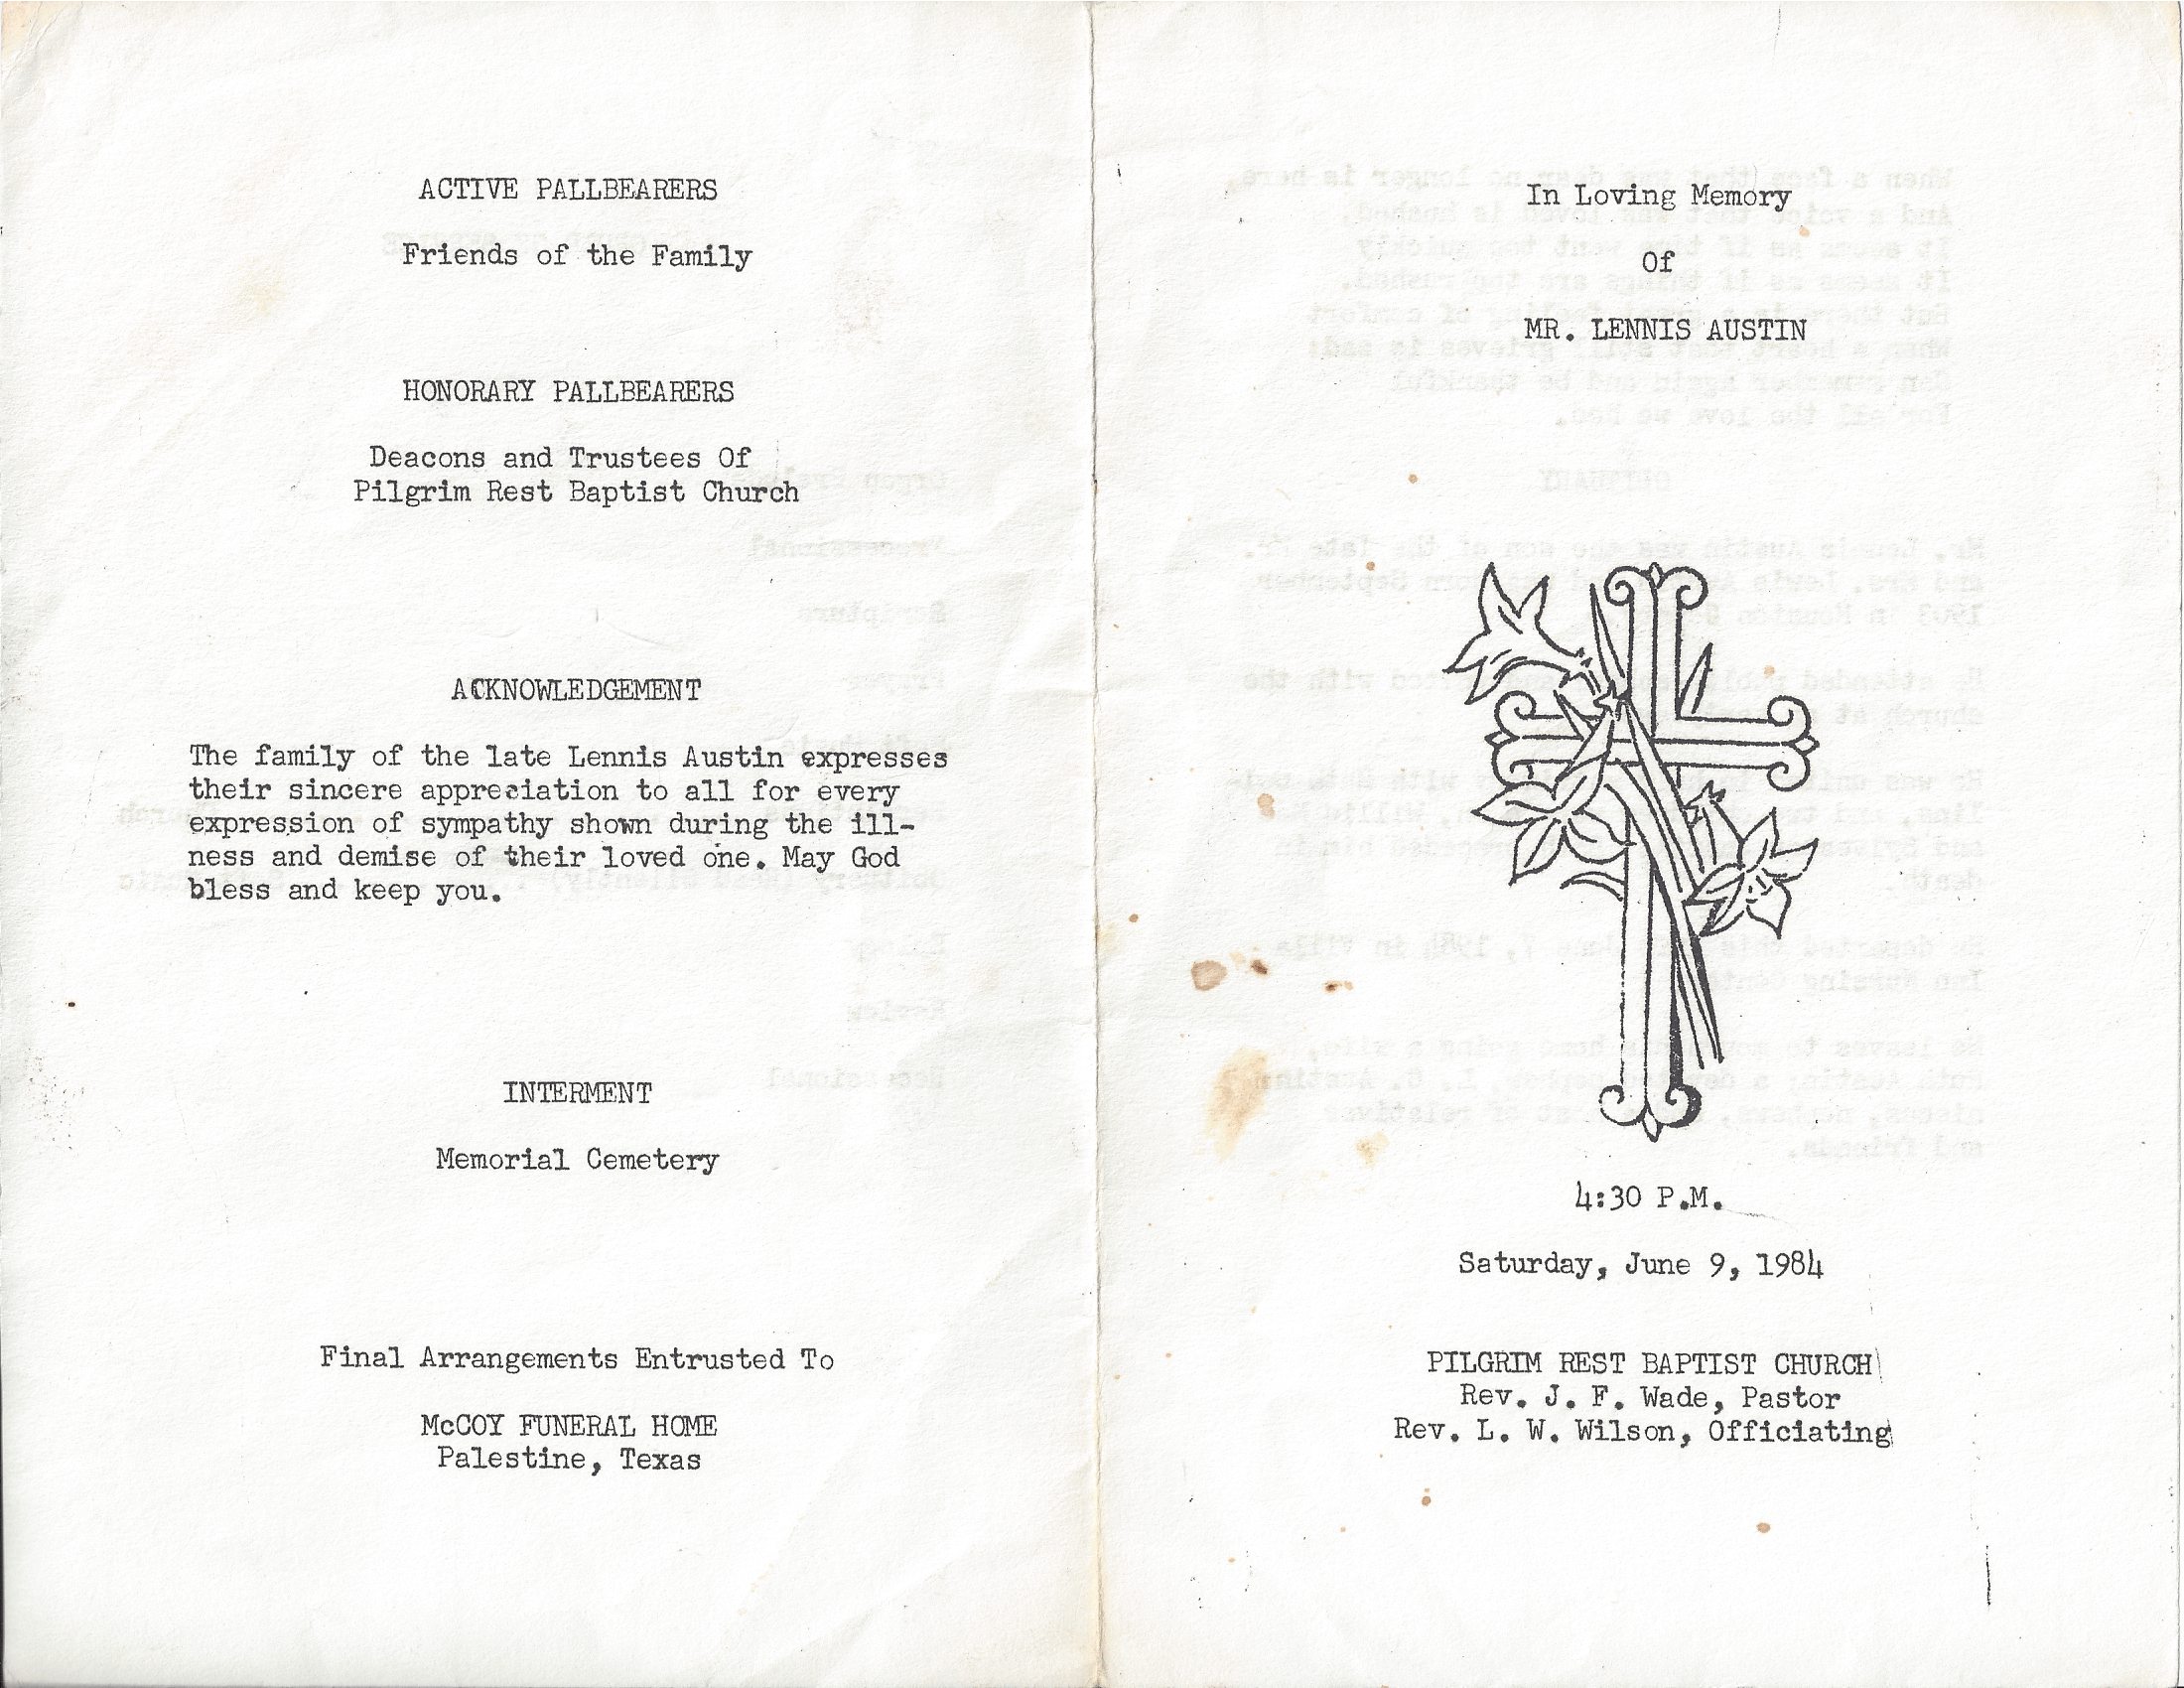 ACTIVE PALLBEARERS
Friends of the Family
HONORARY PALLBEARERS
Deacons and Trustees Of
Pilgrim Rest Baptist Church
ACKNOWLEDGEMENT
The family of the late Lennis Austin expresses
their sincere appreciation to all for every
expression of sympathy shown during the ill-
ness and demise of their loved one. May God
bless and keep you.
INTERMENT
Memorial Cemetery
Final Arrangements Entrusted To
McCOY FUNERAL HOME
Palestine, Texas
In Loving Memory
Of
MR. LENNIS AUSTIN
4:30 P.M.
Saturday, June 9, 1984
PILGRIM REST BAPTIST CHURCH
Rev. J. F. Wade, Pastor
Rev. L. W. Wilson, Officiating